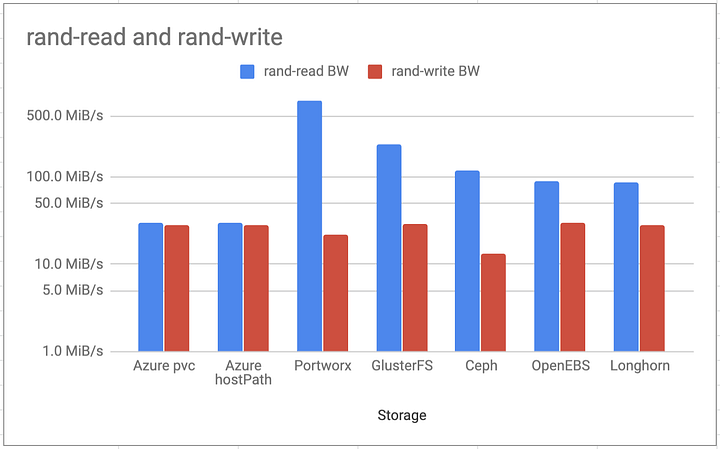 rand-read and rand-write
rand-read BW
rand-write BW
500.0 MiB/s
100.0 MiB/s
50.0 MiB/s
10.0 MiB/s
5.0 MiB/s
1.0 MiB/s
Azure pvc
Azure
hostPath
Portworx
GlusterFS
Ceph
OpenEBS
Longhorn
Storage